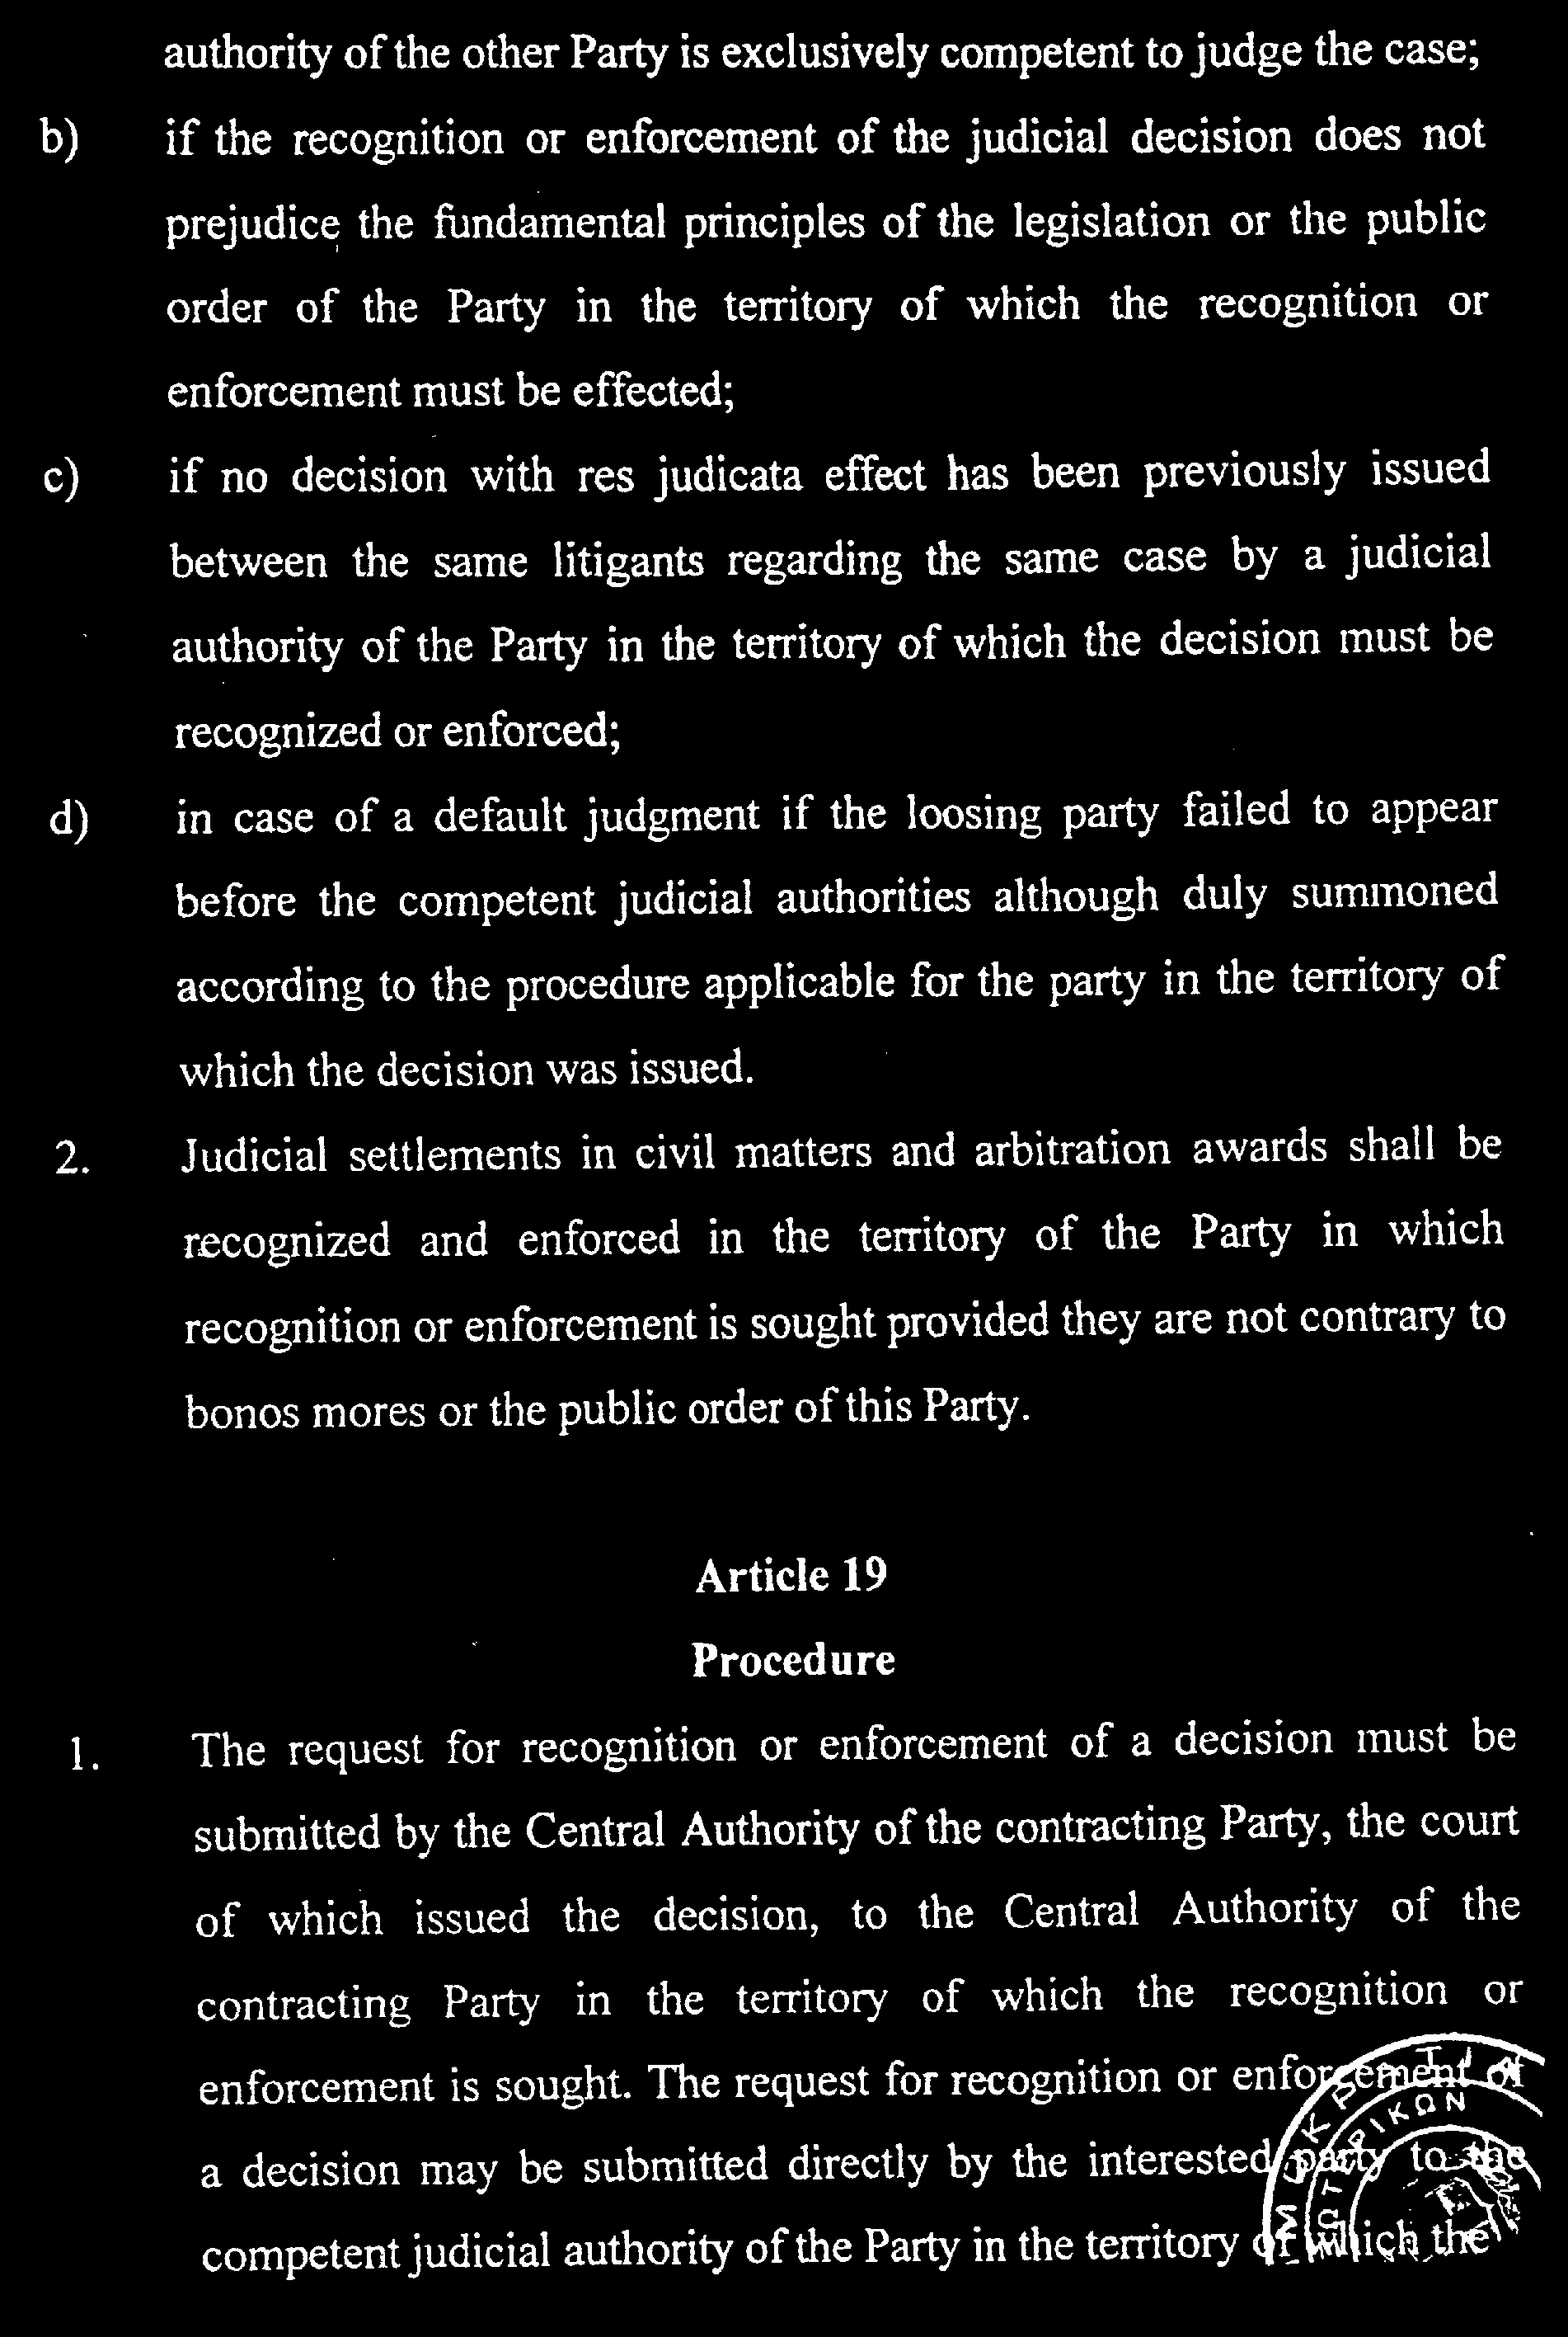 authority of the other Party is exclusively competent to judge the case;
b) if the recognition or enforcement of the judicial decision does not
prejudice the fundamental principles of the legislation or the public
order of the Party in the territory of which the recognition or
enforcement must be effected;
c) if no decision with res judicata effect has been previously issued
between the same litigants regarding the same case by a judicial
authority of the Party in the territory of which the decision must be
recognized or enforced;
d) in case of a default judgment if the loosing party failed to appear
before the competent judicial authorities although duly summoned
according to the procedure applicable for the party in the territory of
which the decision was issued.
2. Judicial settlements in civil matters and arbitration awards shall be
recognized and enforced in the territory of the Party in which
recognition or enforcement is sought provided they are not contrary to
bonos mores or the public order of this Party.
Article 19
Procedure
1. The request for recognition or enforcement of a decision must be
submitted by the Central Authority of the contracting Party, the court
of which issued the decision, to the Central Authority of the
contracting Party in the territory of which the recognition or
enforcement is sought. The request for recognition or enforcement of
a decision may be submitted directly by the interested party to the
competent judicial authority of the Party in the territory of which the